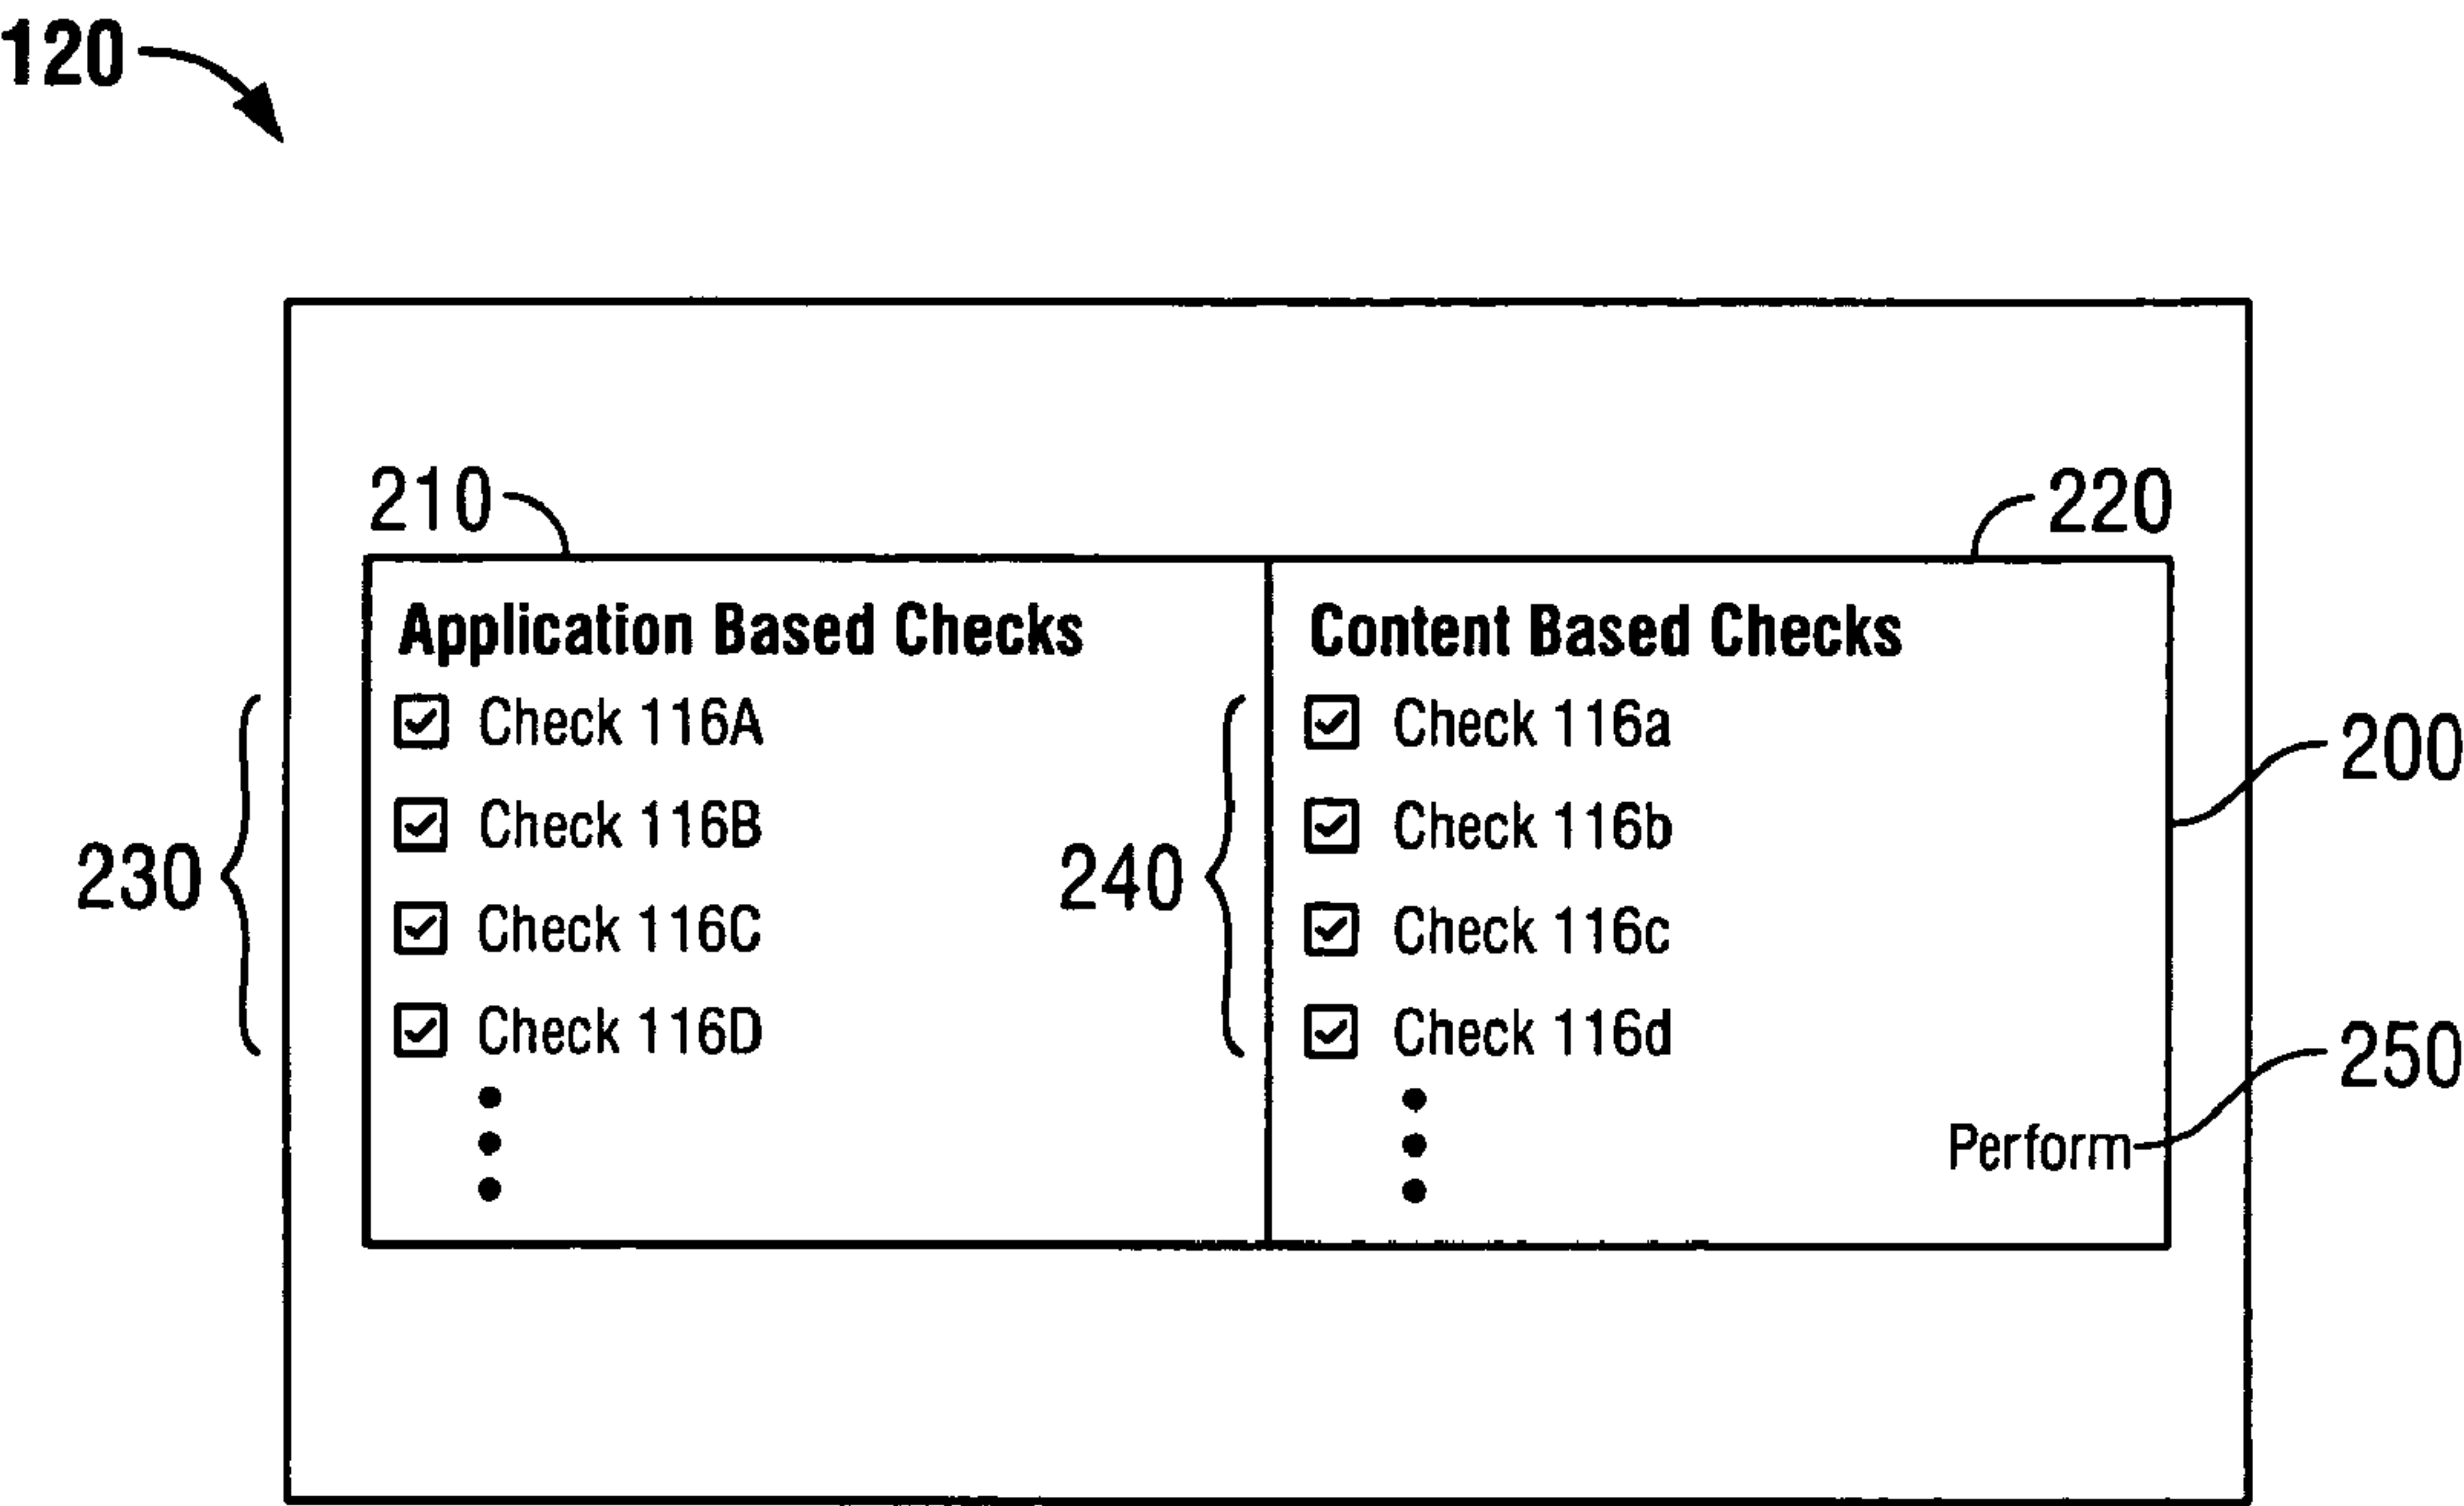 120
210
220
Application Based Checks
Content Based Checks
Check 116A
Check 116a
200
Check 116B
Check 116b
230
240
Check 116C
Check 116c
Check 116D
Check 116d
250
Perform